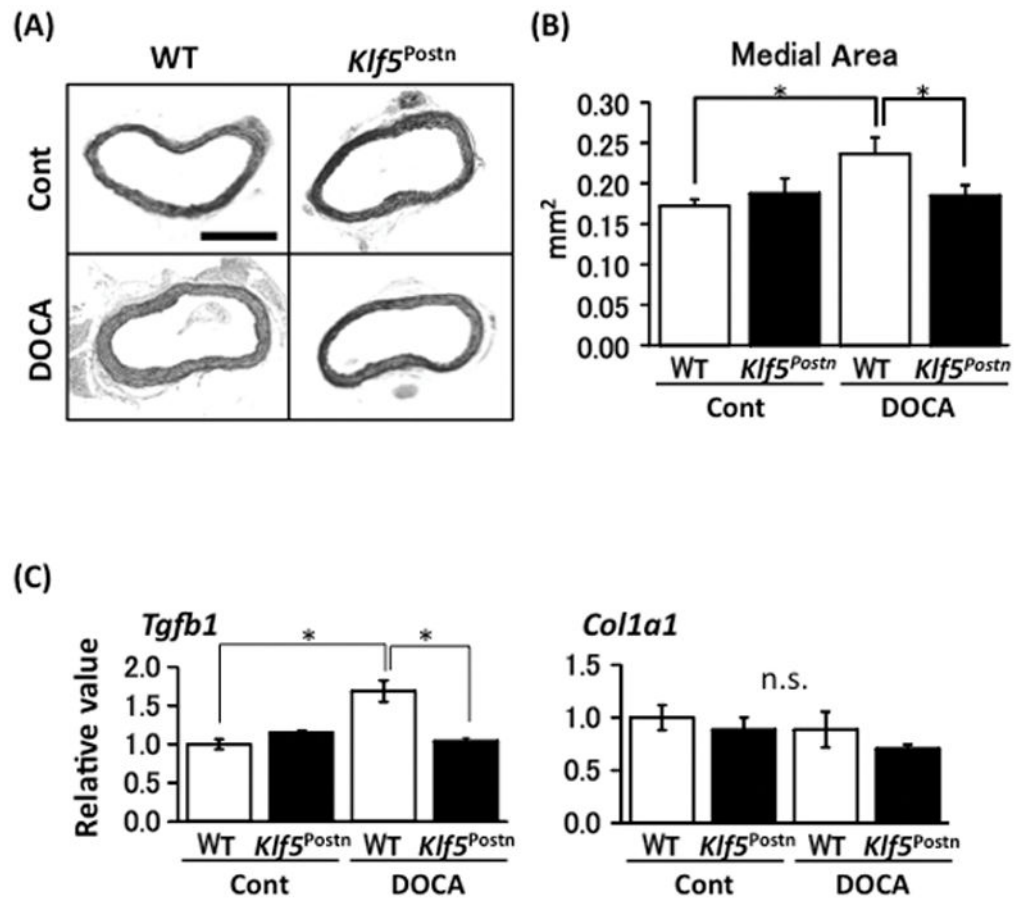 (A)
WT Klf5Postn
Cont
DOCA
(B)
Medial Area
* *
mm2
0.30
0.25
0.20
0.15
0.10
0.05
0.00
WT Klf5Postn WT Klf5Postn
Cont DOCA
(C)
Tgfb1
* *
Relative value
2.0
1.5
1.0
0.5
0.0
WT Klf5Postn WT Klf5Postn
Cont DOCA
Col1a1
n.s.
1.5
1.0
0.5
0.0
WT Klf5Postn WT Klf5Postn
Cont DOCA